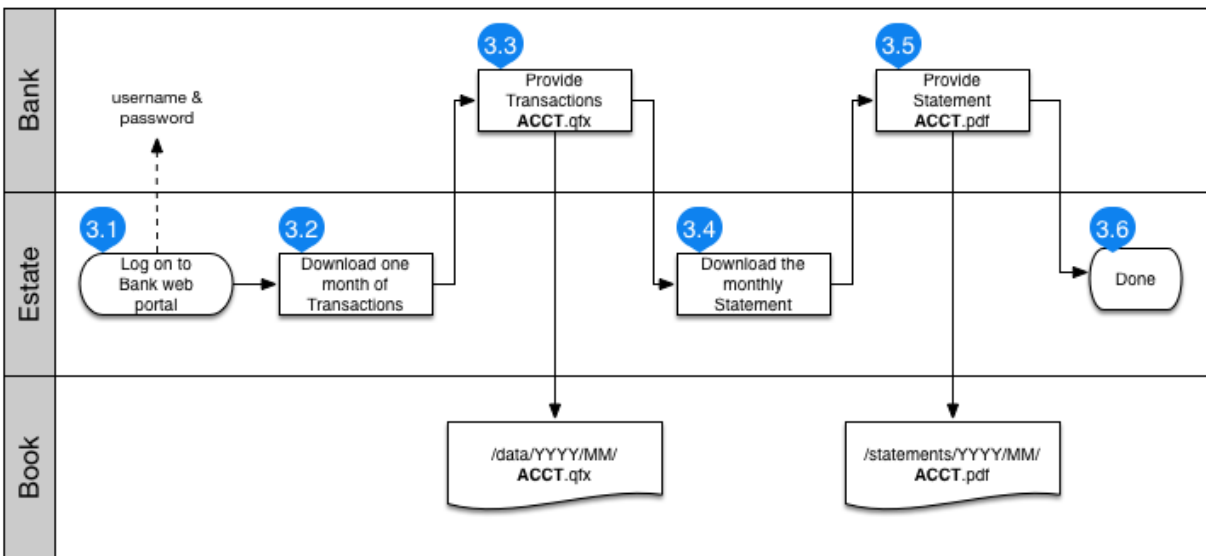 Bank
3.3
Provide
Transactions
ACCT.qfx
3.5
Provide
Statement
ACCT.pdf
username &
password
Estate
3.1
Log on to
Bank web
portal
3.2
Download one
month of
Transactions
3.4
Download the
monthly
Statement
3.6
Done
Book
/data/YYYY/MM/
ACCT.qfx
/statements/YYYY/MM/
ACCT.pdf